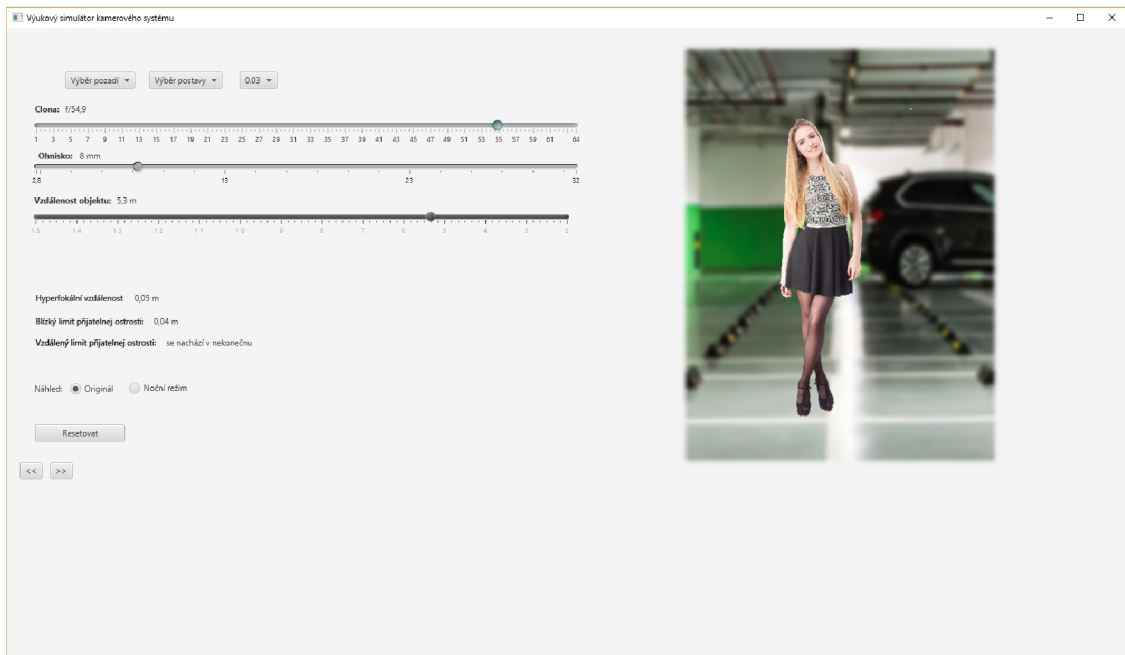 Výukový simulátor kamerového systému
Výběr pozadí Výběr postavy 0.03
Clona: f/54,9
1 3 5 7 9 11 13 15 17 19 21 23 25 27 29 31 33 35 37 39 41 43 45 47 49 51 53 55 57 59 61 64
Ohnisko: 8 mm
2,8 13 23 32
Vzdálenost objektu: 5,3 m
15 14 13 12 11 10 9 8 7 6 5 4 3 2
Hyperfokální vzdálenost 0,05 m
Blízký limit přijatelnej ostrosti: 0,04 m
Vzdálený limit přijatelnej ostrosti: se nachází v nekonečnu
Náhled: Originál Noční režim
Resetovat
<< >>